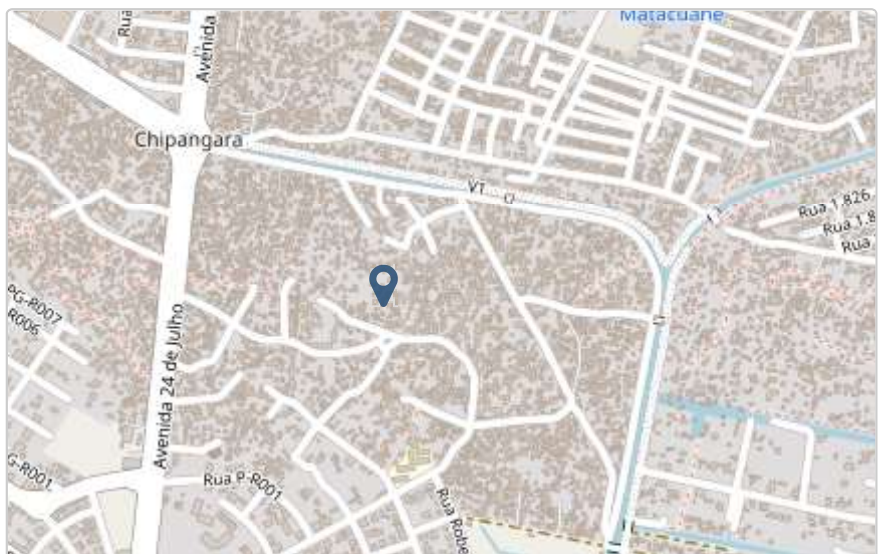 Matacuane
Rua
Avenida
Chipangara
V1
Rua 1.826
Rua 1.8
Rua
PG-R007
R006
Avenida 24 de Julho
G-R001
Rua P-R001
Rua Robe